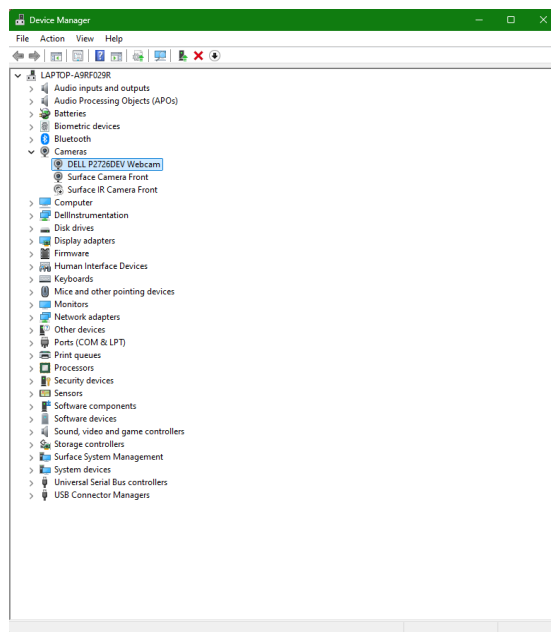 Device Manager
File Action View Help
LAPTOP-A9RF029R
Audio inputs and outputs
Audio Processing Objects (APOs)
Batteries
Biometric devices
Bluetooth
Cameras
DELL P2726DEV Webcam
Surface Camera Front
Surface IR Camera Front
Computer
DellInstrumentation
Disk drives
Display adapters
Firmware
Human Interface Devices
Keyboards
Mice and other pointing devices
Monitors
Network adapters
Other devices
Ports (COM & LPT)
Print queues
Processors
Security devices
Sensors
Software components
Software devices
Sound, video and game controllers
Storage controllers
Surface System Management
System devices
Universal Serial Bus controllers
USB Connector Managers